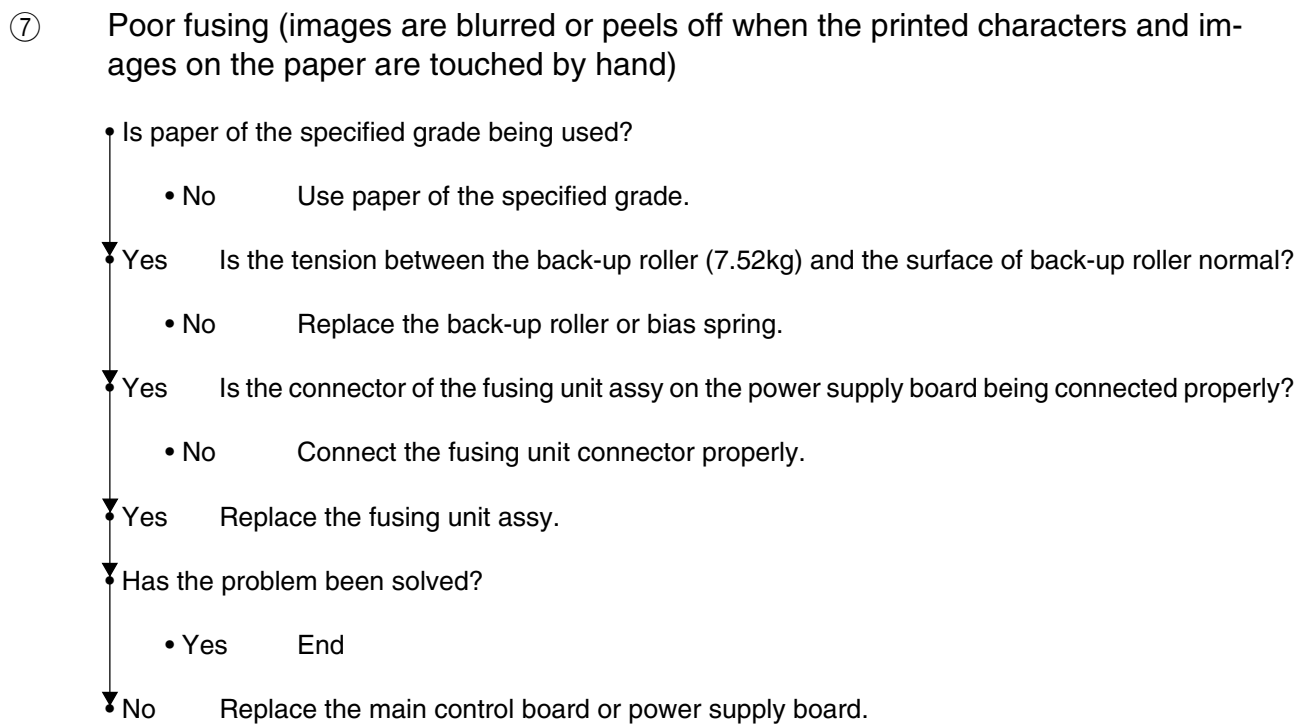 ⑦ Poor fusing (images are blurred or peels off when the printed characters and im-
ages on the paper are touched by hand)
• Is paper of the specified grade being used?
• No Use paper of the specified grade.
• Yes Is the tension between the back-up roller (7.52kg) and the surface of back-up roller normal?
• No Replace the back-up roller or bias spring.
• Yes Is the connector of the fusing unit assy on the power supply board being connected properly?
• No Connect the fusing unit connector properly.
• Yes Replace the fusing unit assy.
• Has the problem been solved?
• Yes End
• No Replace the main control board or power supply board.